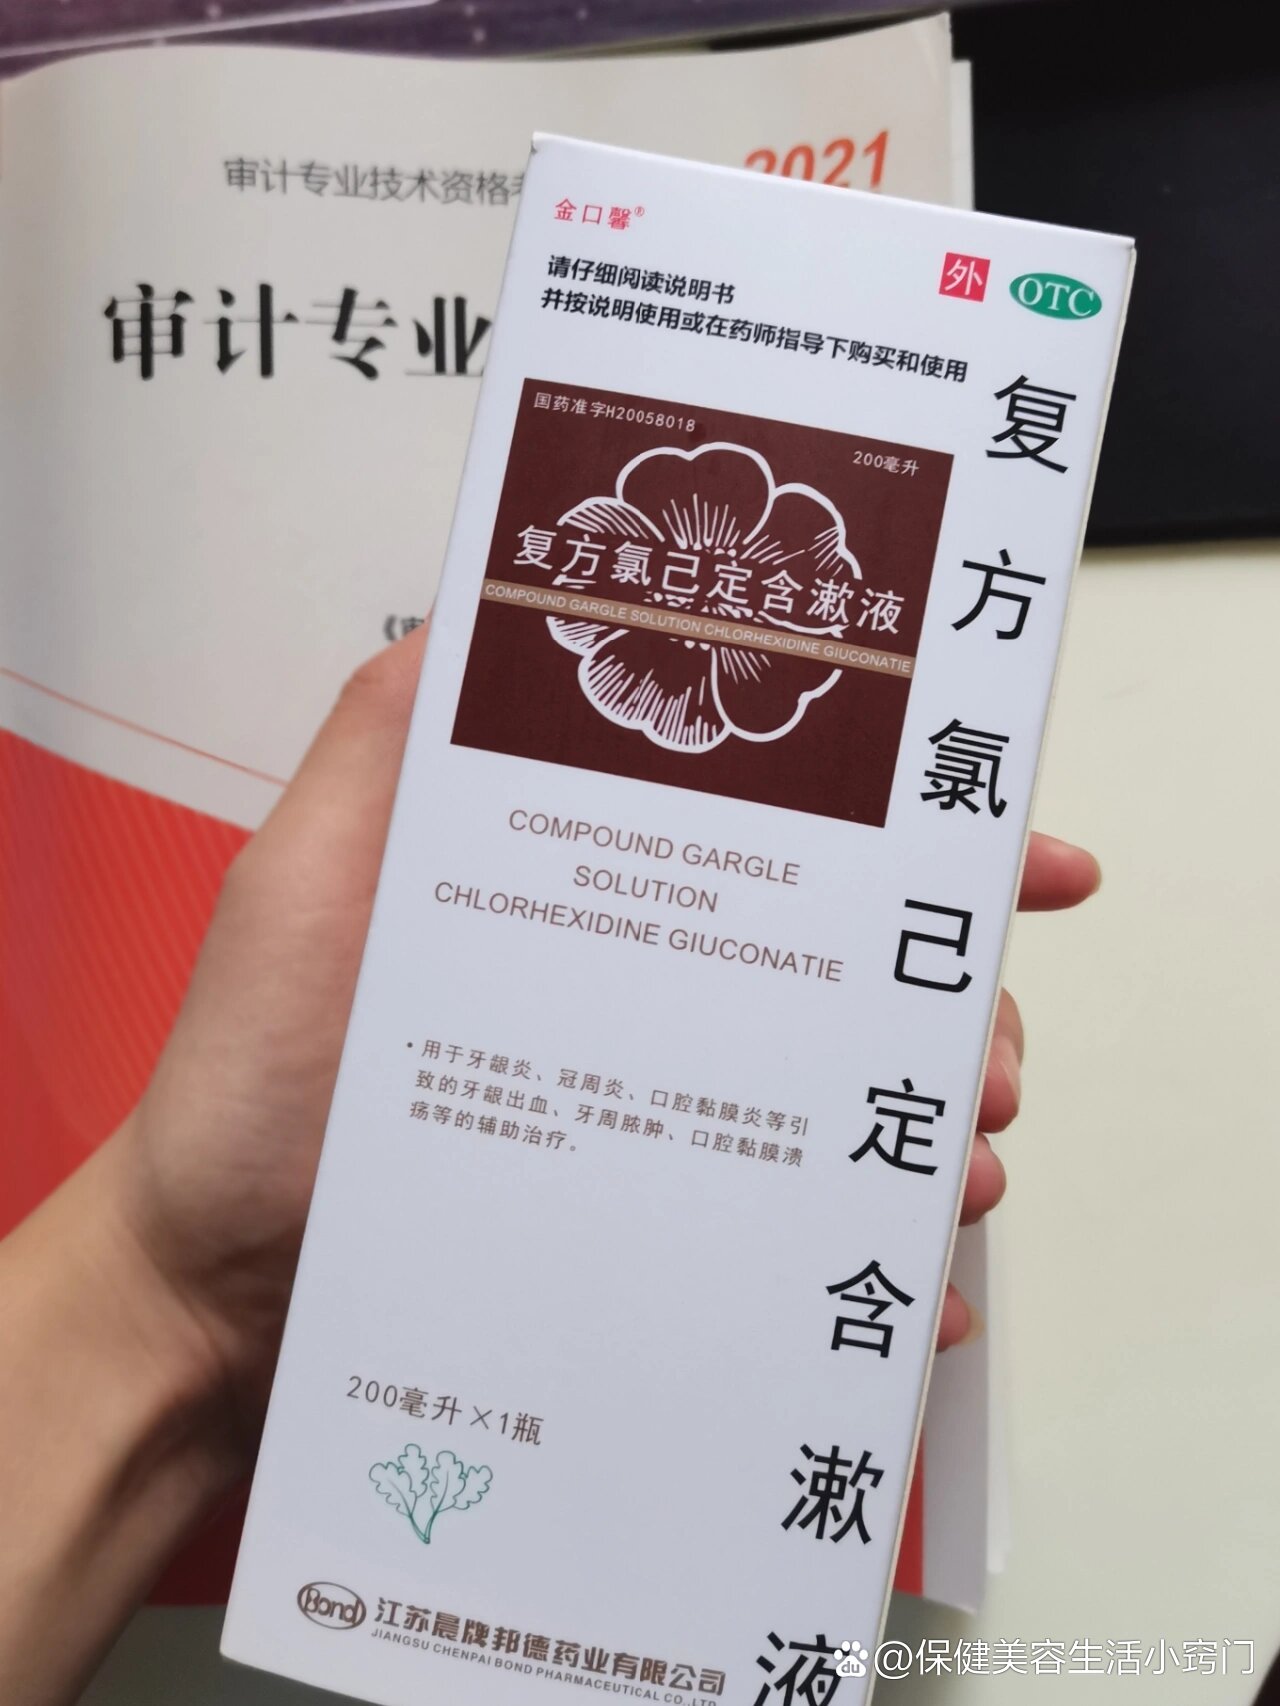 2021
审计专业技术资格考
审计专业
《审
金口馨®
外
OTC
请仔细阅读说明书
并按说明使用或在药师指导下购买和使用
国药准字H20058018
200毫升
复方氯己定含漱液
COMPOUND GARGLE SOLUTION CHLORHEXIDINE GIUCONATIE
复方氯己定含漱液
COMPOUND GARGLE
SOLUTION
CHLORHEXIDINE GIUCONATIE
•用于牙龈炎、冠周炎、口腔黏膜炎等引
致的牙龈出血、牙周脓肿、口腔黏膜溃
疡等的辅助治疗。
200毫升×1瓶
Bond
江苏晨牌邦德药业有限公司
JIANGSU CHENPAI BOND PHARMACEUTICAL CO.,LTD
du @保健美容生活小窍门